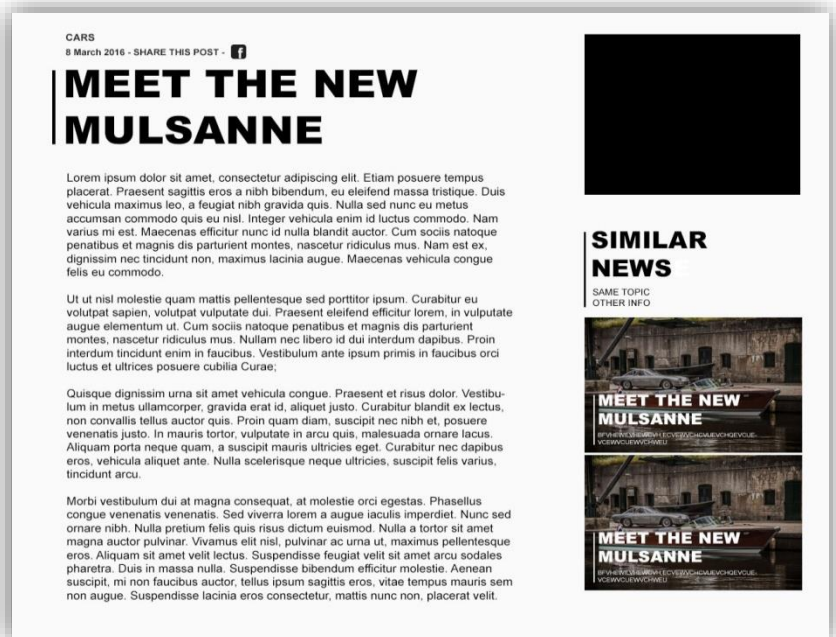 CARS
8 March 2016 - SHARE THIS POST -
MEET THE NEW
MULSANNE
Lorem ipsum dolor sit amet, consectetur adipiscing elit. Etiam posuere tempus
placerat. Praesent sagittis eros a nibh bibendum, eu eleifend massa tristique. Duis
vehicula maximus leo, a feugiat nibh gravida quis. Nulla sed nunc eu metus
accumsan commodo quis eu nisl. Integer vehicula enim id luctus commodo. Nam
varius mi est. Maecenas efficitur nunc id nulla blandit auctor. Cum sociis natoque
penatibus et magnis dis parturient montes, nascetur ridiculus mus. Nam est ex,
dignissim nec tincidunt non, maximus lacinia augue. Maecenas vehicula congue
felis eu commodo.
Ut ut nisl molestie quam mattis pellentesque sed porttitor ipsum. Curabitur eu
volutpat sapien, volutpat vulputate dui. Praesent eleifend efficitur lorem, in vulputate
augue elementum ut. Cum sociis natoque penatibus et magnis dis parturient
montes, nascetur ridiculus mus. Nullam nec libero id dui interdum dapibus. Proin
interdum tincidunt enim in faucibus. Vestibulum ante ipsum primis in faucibus orci
luctus et ultrices posuere cubilia Curae;
Quisque dignissim urna sit amet vehicula congue. Praesent et risus dolor. Vestibu-
lum in metus ullamcorper, gravida erat id, aliquet justo. Curabitur blandit ex lectus,
non convallis tellus auctor quis. Proin quam diam, suscipit nec nibh et, posuere
venenatis justo. In mauris tortor, vulputate in arcu quis, malesuada ornare lacus.
Aliquam porta neque quam, a suscipit mauris ultricies eget. Curabitur nec dapibus
eros, vehicula aliquet ante. Nulla scelerisque neque ultricies, suscipit felis varius,
tincidunt arcu.
Morbi vestibulum dui at magna consequat, at molestie orci egestas. Phasellus
congue venenatis venenatis. Sed viverra lorem a augue iaculis imperdiet. Nunc sed
ornare nibh. Nulla pretium felis quis risus dictum euismod. Nulla a tortor sit amet
magna auctor pulvinar. Vivamus elit nisl, pulvinar ac urna ut, maximus pellentesque
eros. Aliquam sit amet velit lectus. Suspendisse feugiat velit sit amet arcu sodales
pharetra. Duis in massa nulla. Suspendisse bibendum efficitur molestie. Aenean
suscipit, mi non faucibus auctor, tellus ipsum sagittis eros, vitae tempus mauris sem
non augue. Suspendisse lacinia eros consectetur, mattis nunc non, placerat velit.
SIMILAR
NEWS
SAME TOPIC
OTHER INFO
MEET THE NEW
MULSANNE
MEET THE NEW
MULSANNE